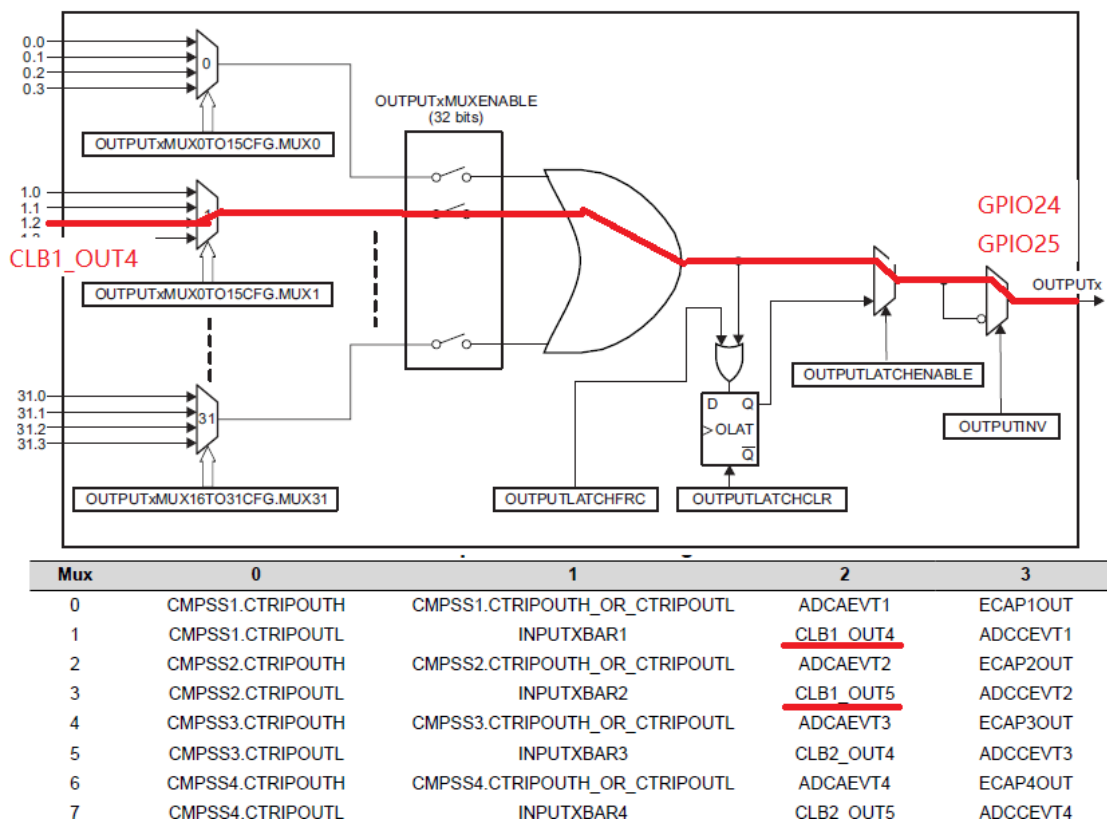 0.0
0.1
0.2
0.3
0
OUTPUTxMUX0TO15CFG.MUX0
OUTPUTxMUXENABLE
(32 bits)
1.0
1.1
1.2
CLB1_OUT4
OUTPUTxMUX0TO15CFG.MUX1
GPIO24
GPIO25
OUTPUTx
31.0
31.1
31.2
31.3
31
OUTPUTxMUX16TO31CFG.MUX31
D Q
OLAT
Q
OUTPUTLATCHENABLE
OUTPUTINV
OUTPUTLATCHFRC
OUTPUTLATCHCLR
Mux 0 1 2 3
0 CMPSS1.CTRIPOUTH CMPSS1.CTRIPOUTH_OR_CTRIPOUTL ADCAEVT1 ECAP1OUT
1 CMPSS1.CTRIPOUTL INPUTXBAR1 CLB1_OUT4 ADCCEVT1
2 CMPSS2.CTRIPOUTH CMPSS2.CTRIPOUTH_OR_CTRIPOUTL ADCAEVT2 ECAP2OUT
3 CMPSS2.CTRIPOUTL INPUTXBAR2 CLB1_OUT5 ADCCEVT2
4 CMPSS3.CTRIPOUTH CMPSS3.CTRIPOUTH_OR_CTRIPOUTL ADCAEVT3 ECAP3OUT
5 CMPSS3.CTRIPOUTL INPUTXBAR3 CLB2_OUT4 ADCCEVT3
6 CMPSS4.CTRIPOUTH CMPSS4.CTRIPOUTH_OR_CTRIPOUTL ADCAEVT4 ECAP4OUT
7 CMPSS4.CTRIPOUTL INPUTXBAR4 CLB2_OUT5 ADCCEVT4